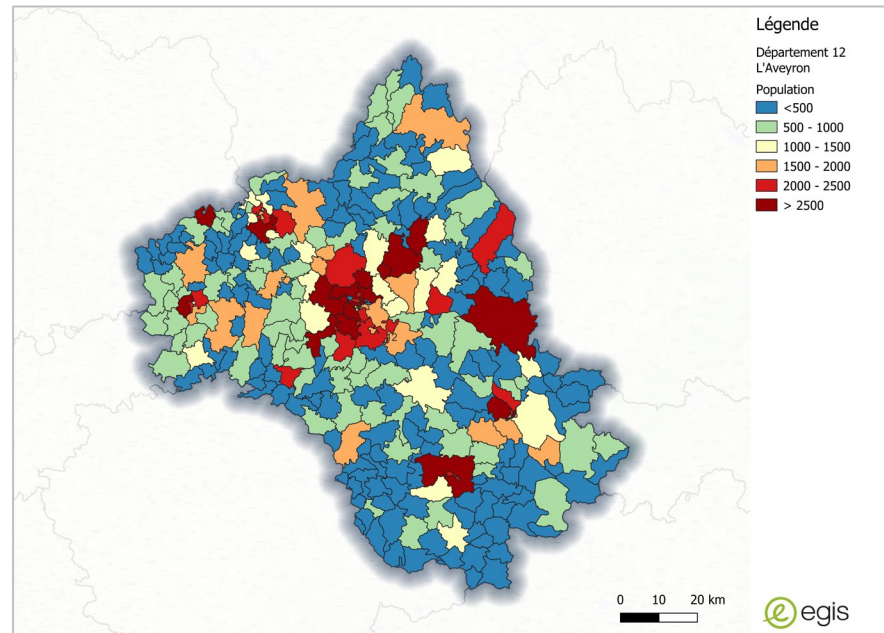 Légende
Département 12
L'Aveyron
Population
<500
500 - 1000
1000 - 1500
1500 - 2000
2000 - 2500
> 2500
12
0 10 20 km
egis